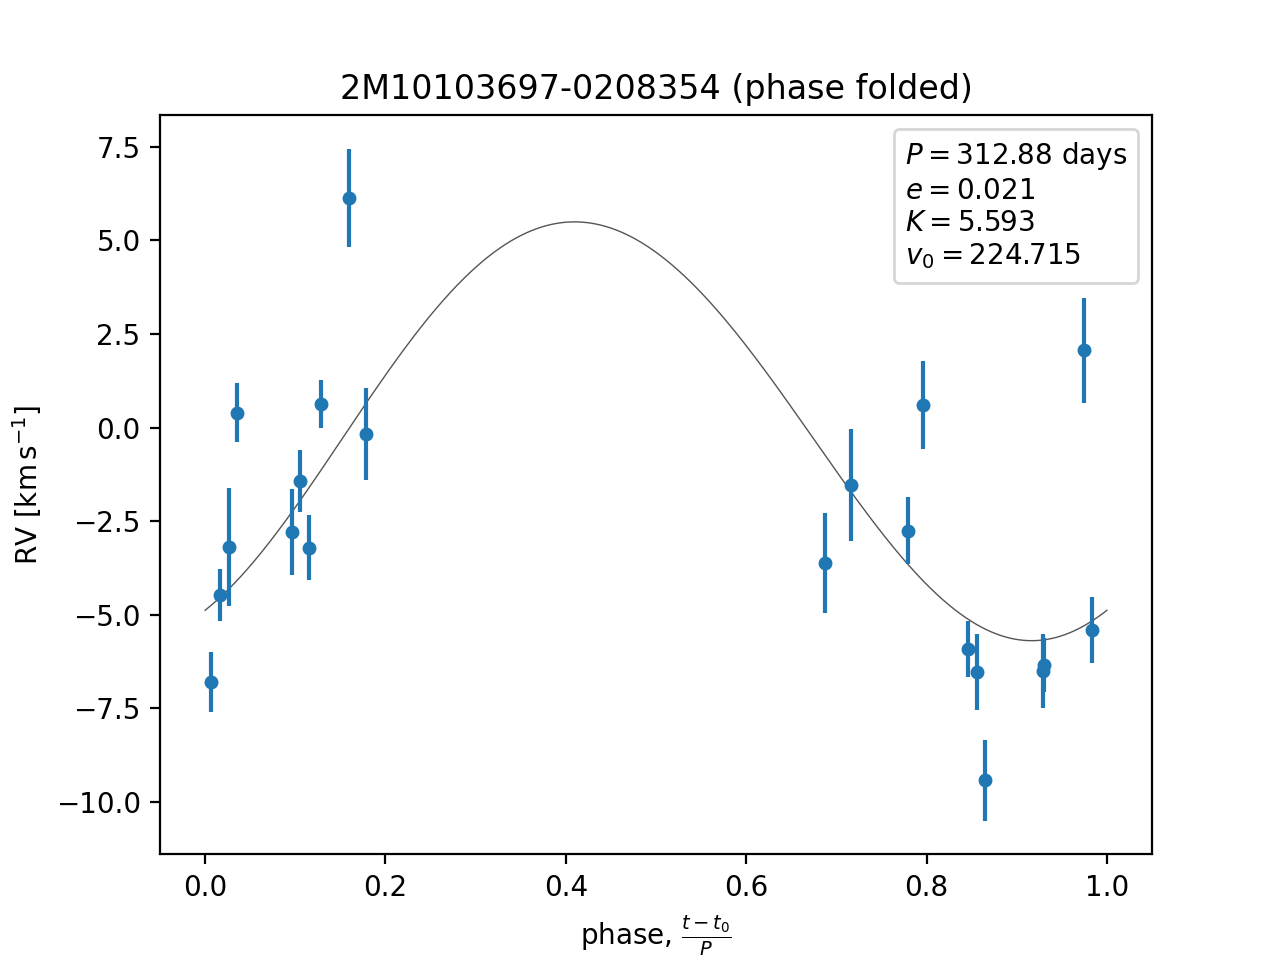 2M10103697-0208354 (phase folded)
P = 312.88 days
e = 0.021
K = 5.593
v₀ = 224.715
RV [km s⁻¹]
7.5
5.0
2.5
0.0
−2.5
−5.0
−7.5
−10.0
0.0 0.2 0.4 0.6 0.8 1.0
phase, (t − t₀)/P